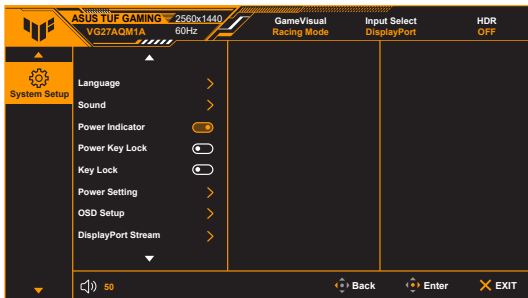 ASUS TUF GAMING 2560x1440
VG27AQM1A 60Hz
GameVisual
Racing Mode
Input Select
DisplayPort
HDR
OFF
System Setup
Language
Sound
Power Indicator
Power Key Lock
Key Lock
Power Setting
OSD Setup
DisplayPort Stream
50
Back
Enter
EXIT